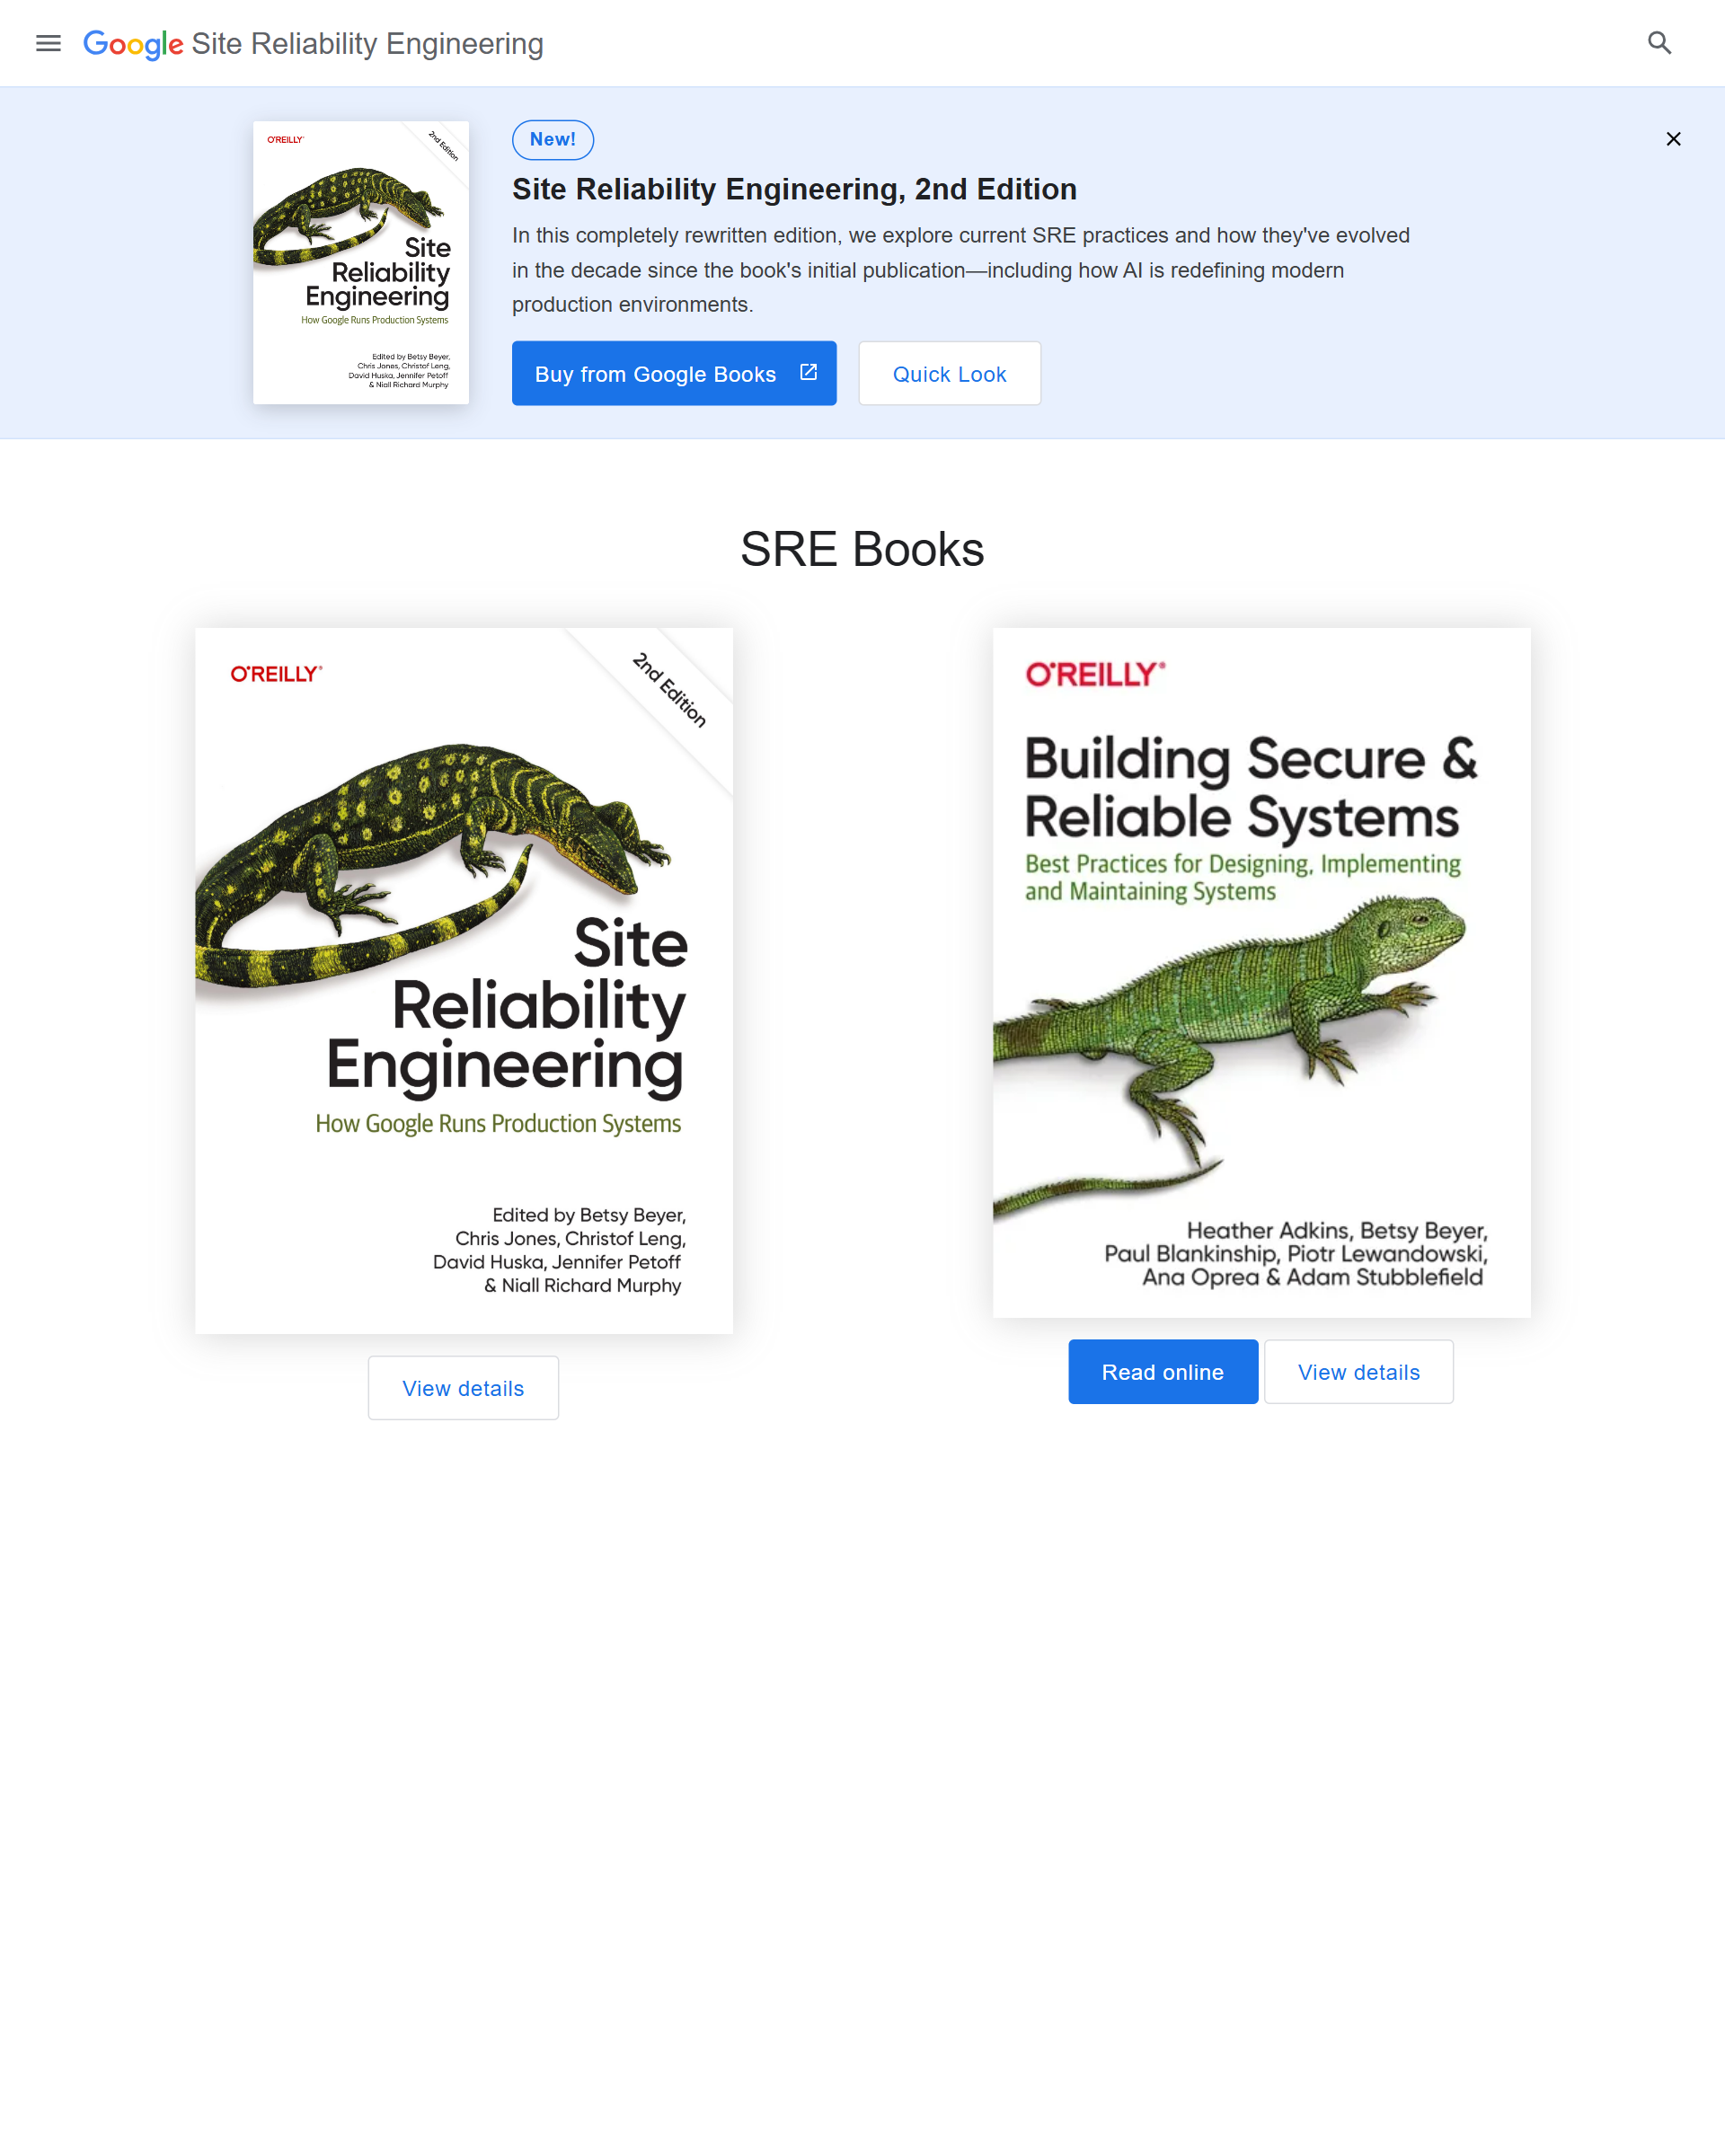 Google Site Reliability Engineering
O'REILLY®
2nd Edition
Site
Reliability
Engineering
How Google Runs Production Systems
Edited by Betsy Beyer,
Chris Jones, Christof Leng,
David Huska, Jennifer Petoff
& Niall Richard Murphy
New!
Site Reliability Engineering, 2nd Edition
In this completely rewritten edition, we explore current SRE practices and how they've evolved
in the decade since the book's initial publication—including how AI is redefining modern
production environments.
Buy from Google Books
Quick Look
SRE Books
O'REILLY®
2nd Edition
Site
Reliability
Engineering
How Google Runs Production Systems
Edited by Betsy Beyer,
Chris Jones, Christof Leng,
David Huska, Jennifer Petoff
& Niall Richard Murphy
View details
O'REILLY®
Building Secure &
Reliable Systems
Best Practices for Designing, Implementing
and Maintaining Systems
Heather Adkins, Betsy Beyer,
Paul Blankinship, Piotr Lewandowski,
Ana Oprea & Adam Stubblefield
Read online
View details